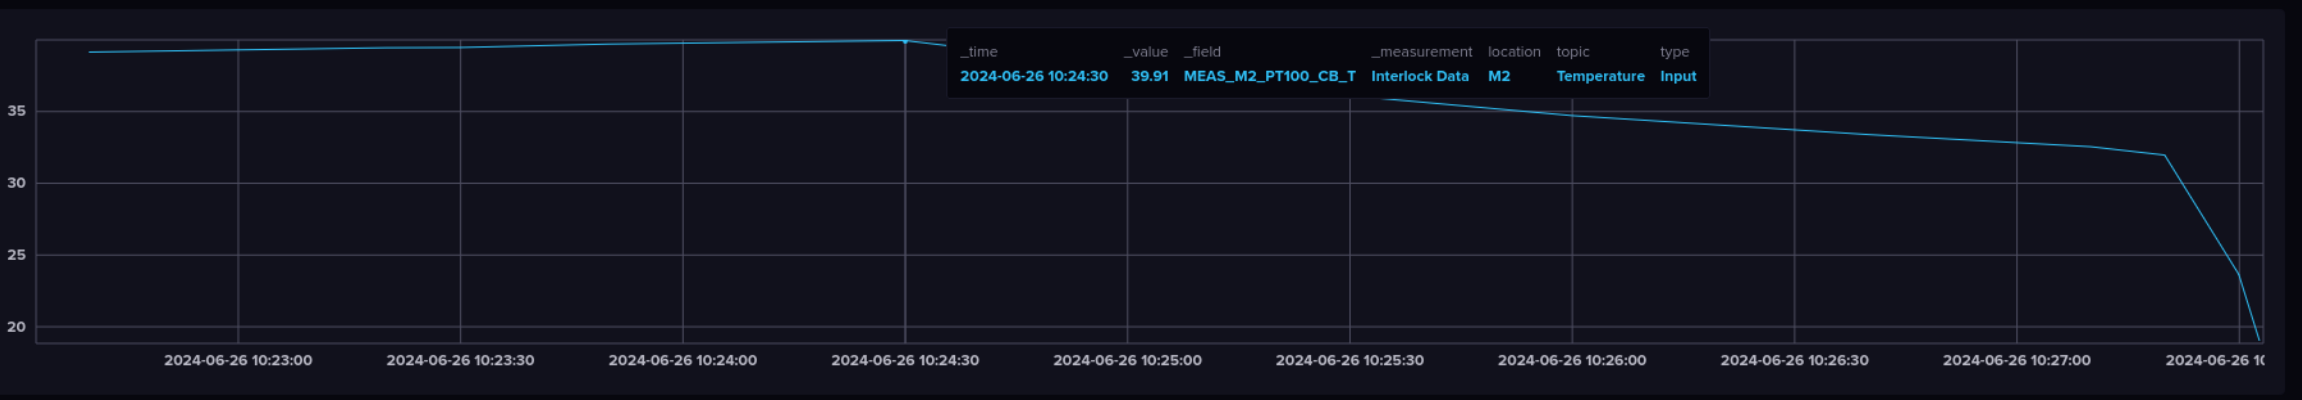 _time _value _field _measurement location topic type
2024-06-26 10:24:30 39.91 MEAS_M2_PT100_CB_T Interlock Data M2 Temperature Input
35
30
25
20
2024-06-26 10:23:00 2024-06-26 10:23:30 2024-06-26 10:24:00 2024-06-26 10:24:30 2024-06-26 10:25:00 2024-06-26 10:25:30 2024-06-26 10:26:00 2024-06-26 10:26:30 2024-06-26 10:27:00 2024-06-26 10